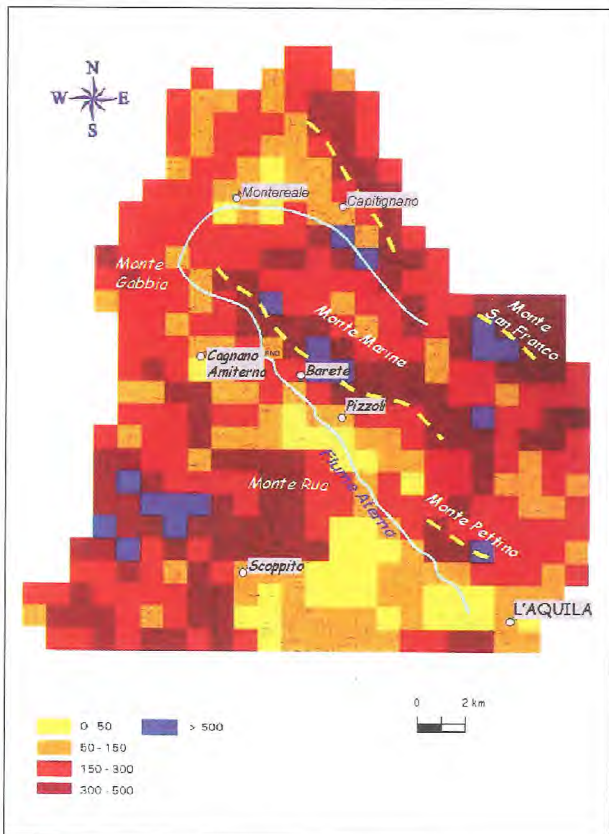 N
W E
S
Montereale
Capitignano
Monte
Gabbia
Monte
San Franco
Monte Marine
Cagnano
Amiterno
Barete
Pizzoli
Fiume Aterno
Monte Rua
Monte Pettino
Scoppito
L'AQUILA
0 - 50
> 500
50 - 150
150 - 300
300 - 500
0 2 km